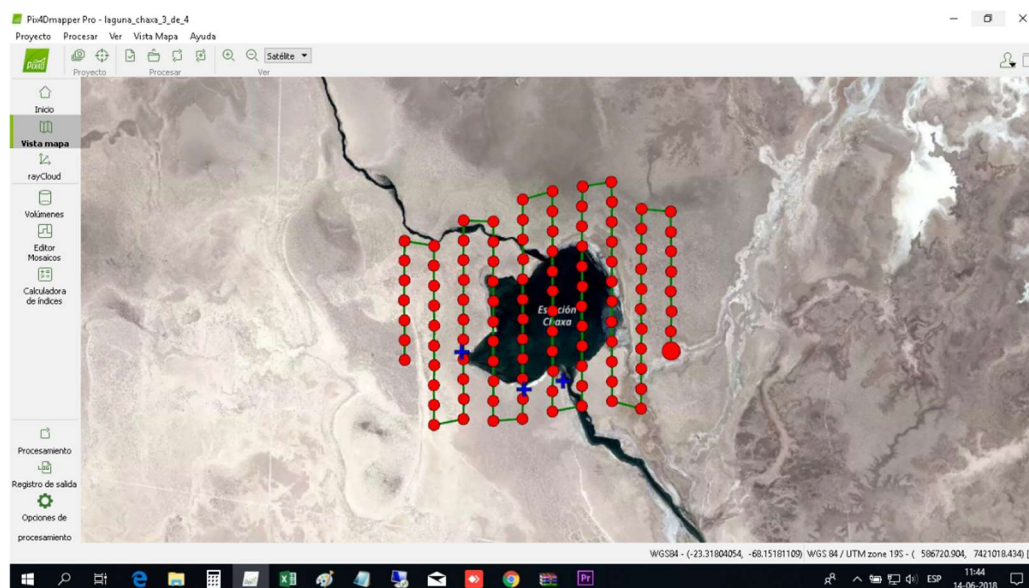 Pix4Dmapper Pro - laguna_chaxa_3_de_4
Proyecto Procesar Ver Vista Mapa Ayuda
Satélite
Proyecto Procesar Ver
Inicio
Vista mapa
rayCloud
Volúmenes
Editor
Mosaicos
Calculadora
de índices
Estación
Chaxa
Procesamiento
Registro de salida
Opciones de
procesamiento
WGS84 - (-23.31804054, -68.15181109) WGS 84 / UTM zone 19S - ( 586720.904, 7421018.434) [
Pr
ESP
11:44
14-06-2018